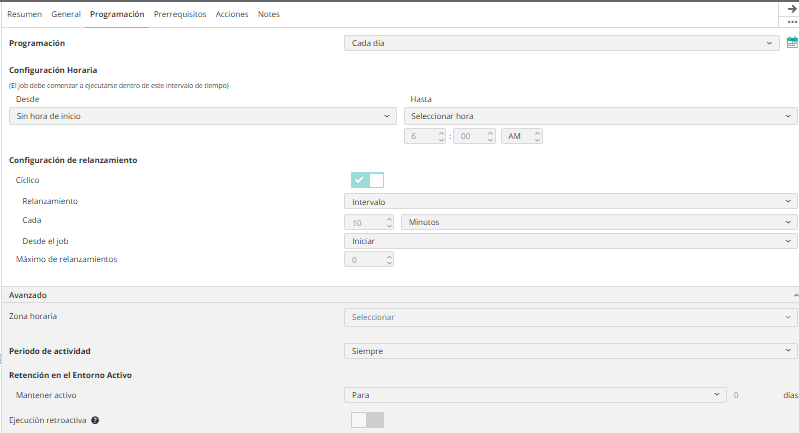 Resumen General Programación Prerrequisitos Acciones Notes
Programación Cada día
Configuración Horaria
(El job debe comenzar a ejecutarse dentro de este intervalo de tiempo)
Desde Hasta
Sin hora de inicio Seleccionar hora
6 : 00 AM
Configuración de relanzamiento
Cíclico
Relanzamiento Intervalo
Cada 10 Minutos
Desde el job Iniciar
Máximo de relanzamientos 0
Avanzado
Zona horaria Seleccionar
Periodo de actividad Siempre
Retención en el Entorno Activo
Mantener activo Para 0 días
Ejecución retroactiva ?